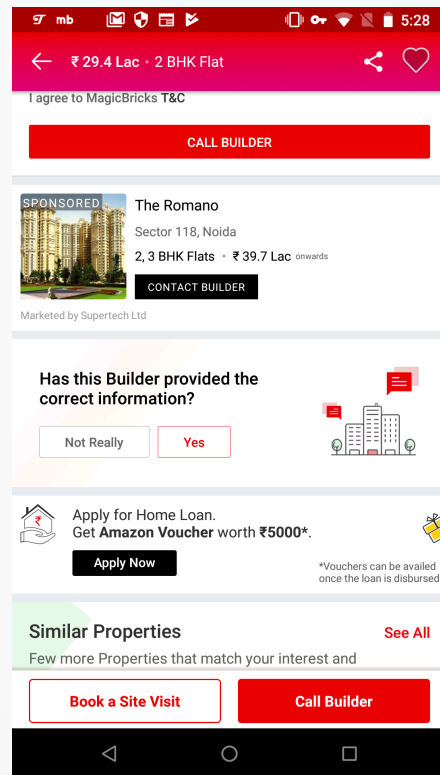 mb
5:28
₹ 29.4 Lac • 2 BHK Flat
I agree to MagicBricks T&C
CALL BUILDER
SPONSORED
The Romano
Sector 118, Noida
2, 3 BHK Flats • ₹ 39.7 Lac onwards
CONTACT BUILDER
Marketed by Supertech Ltd
Has this Builder provided the
correct information?
Not Really
Yes
₹
Apply for Home Loan.
Get Amazon Voucher worth ₹5000*.
Apply Now
*Vouchers can be availed
once the loan is disbursed
Similar Properties
See All
Few more Properties that match your interest and
Book a Site Visit
Call Builder